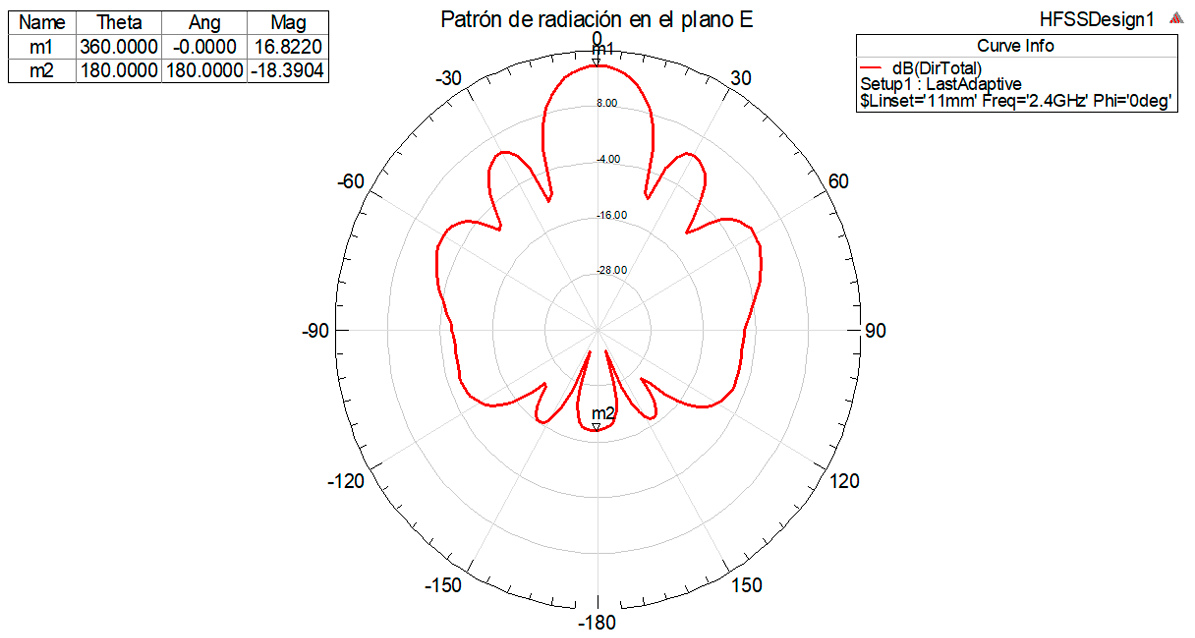 Patrón de radiación en el plano E
HFSSDesign1
Name Theta Ang Mag
m1 360.0000 -0.0000 16.8220
m2 180.0000 180.0000 -18.3904
Curve Info
dB(DirTotal)
Setup1 : LastAdaptive
$Linset='11mm' Freq='2.4GHz' Phi='0deg'
0
m1
-30
30
8.00
-60
-4.00
60
-16.00
-28.00
-90
90
m2
-120
120
-150
150
-180